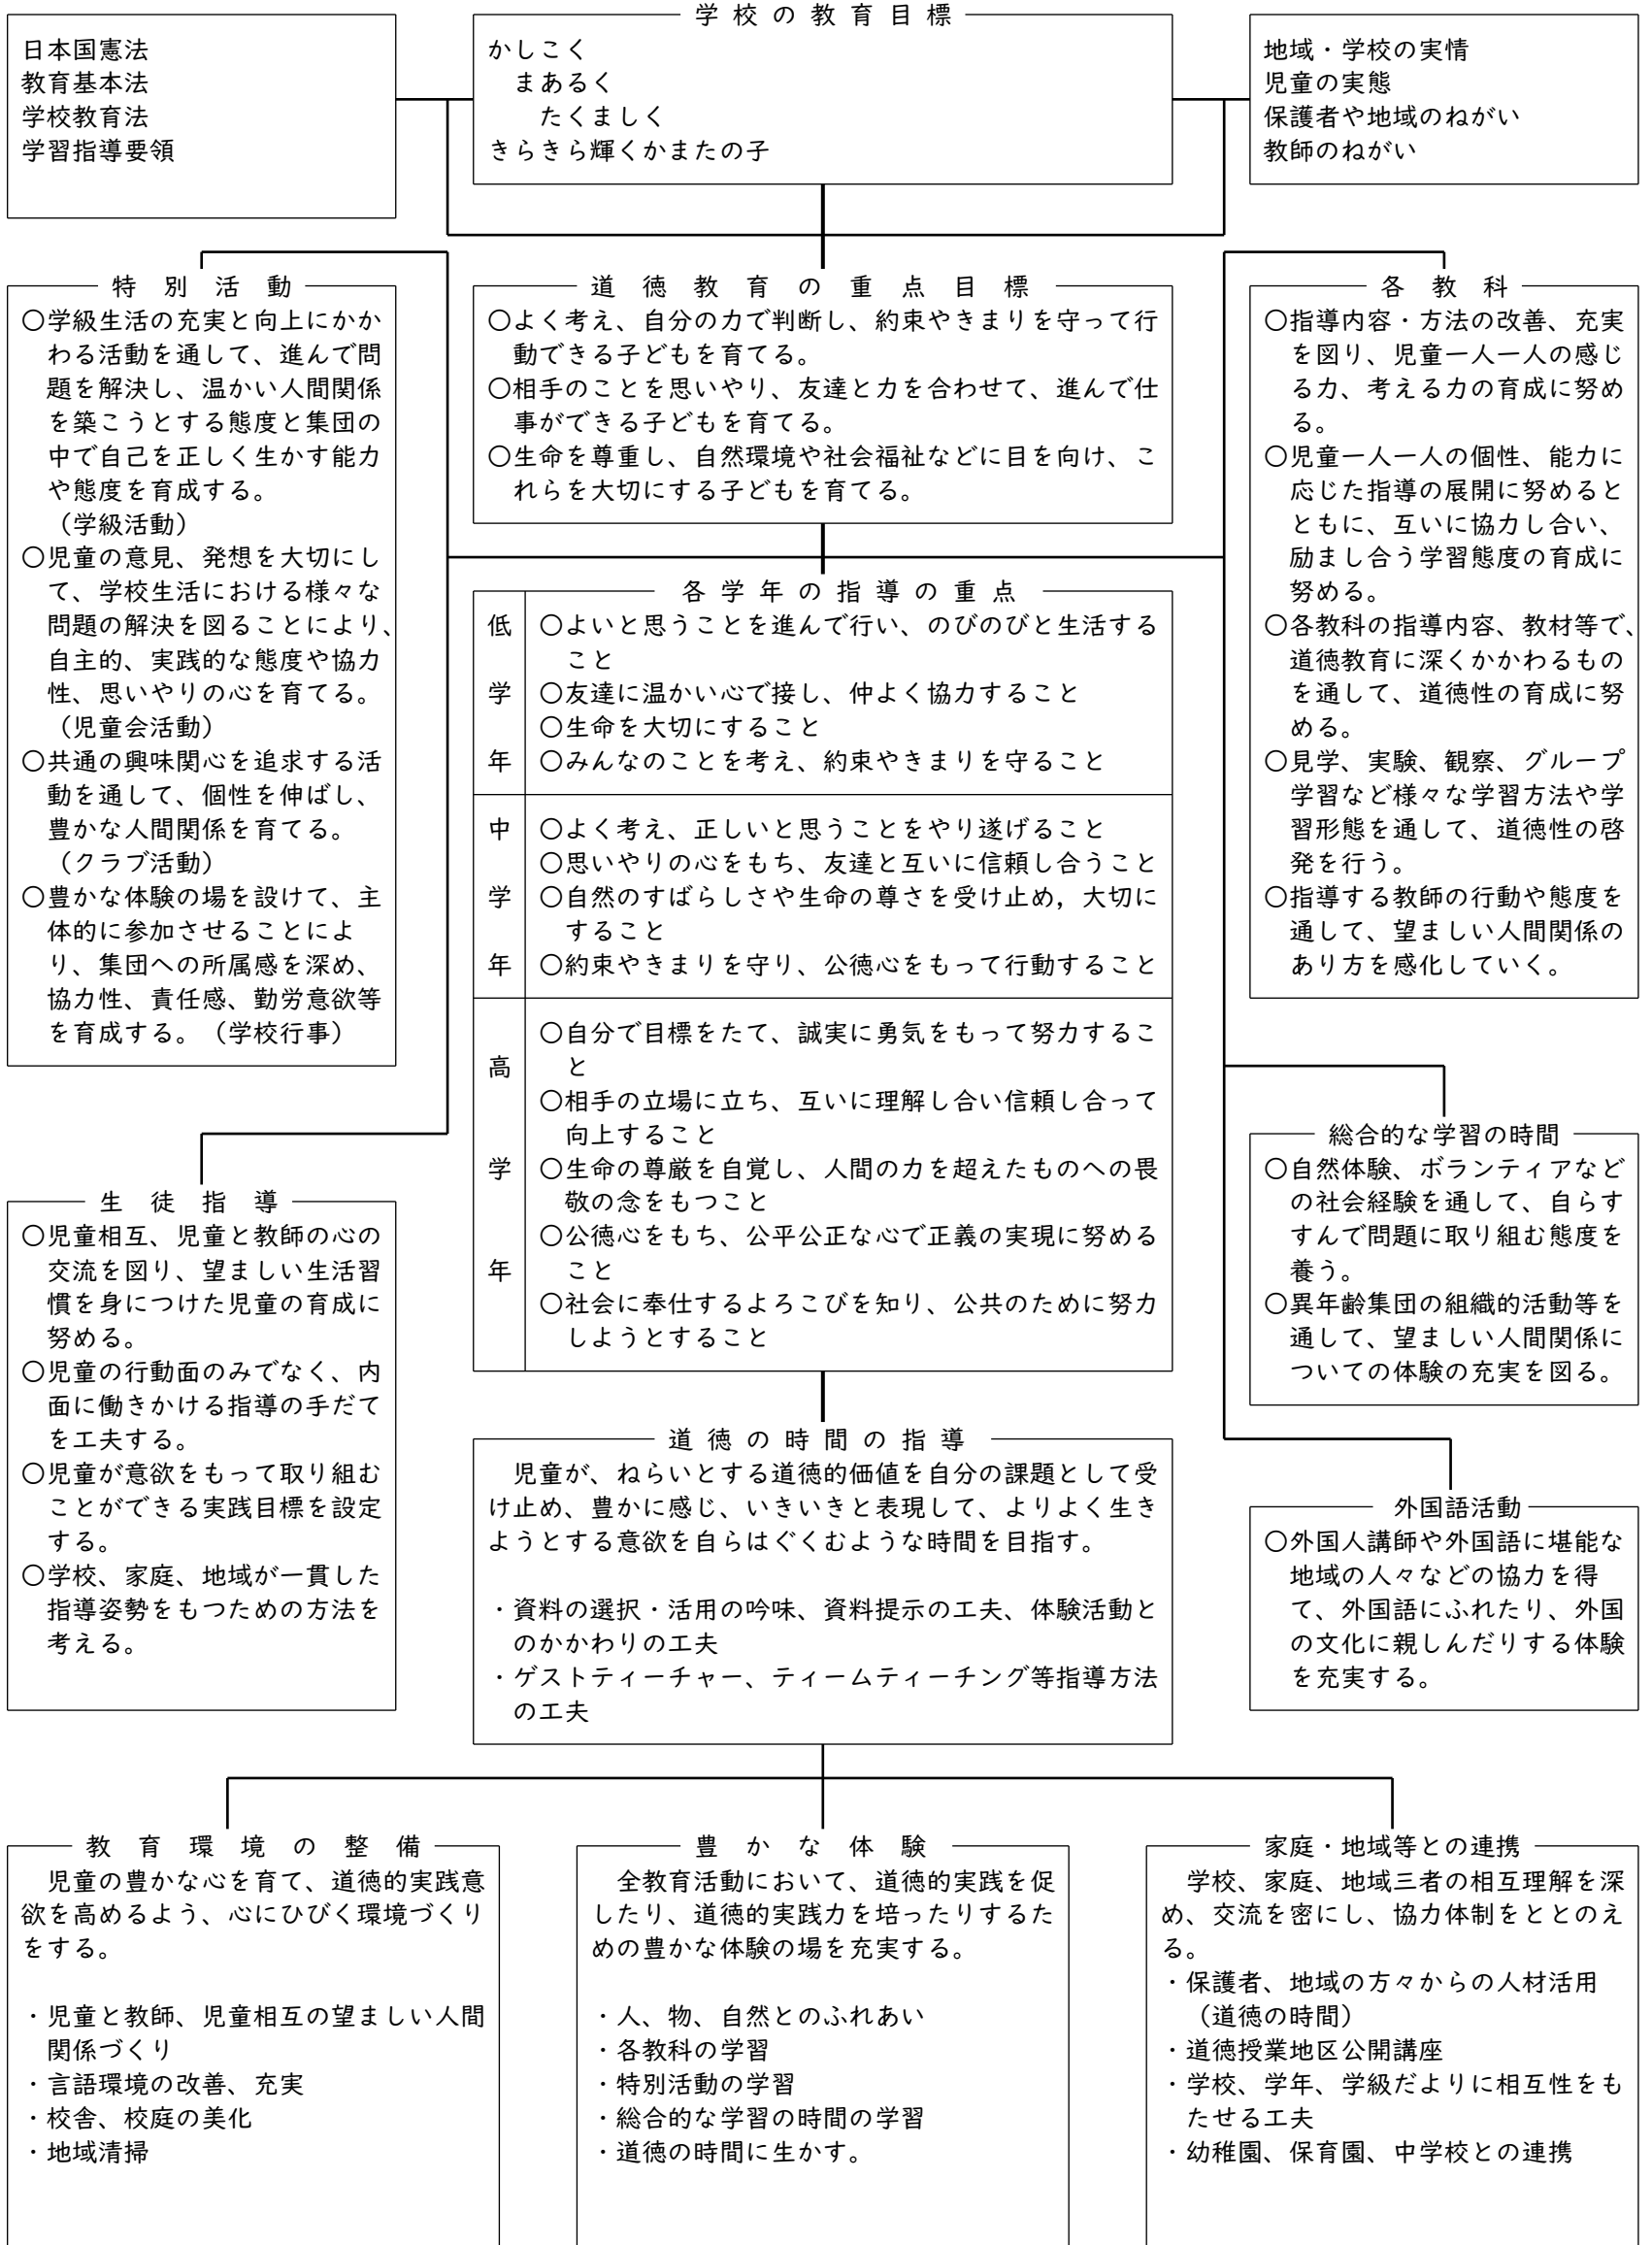 日本国憲法
教育基本法
学校教育法
学習指導要領
学校の教育目標
かしこく
まあるく
たくましく
きらきら輝くかまたの子
地域・学校の実情
児童の実態
保護者や地域のねがい
教師のねがい
特別活動
○学級生活の充実と向上にかか
わる活動を通して、進んで問
題を解決し、温かい人間関係
を築こうとする態度と集団の
中で自己を正しく生かす能力
や態度を育成する。
（学級活動）
○児童の意見、発想を大切にし
て、学校生活における様々な
問題の解決を図ることにより、
自主的、実践的な態度や協力
性、思いやりの心を育てる。
（児童会活動）
○共通の興味関心を追求する活
動を通して、個性を伸ばし、
豊かな人間関係を育てる。
（クラブ活動）
○豊かな体験の場を設けて、主
体的に参加させることによ
り、集団への所属感を深め、
協力性、責任感、勤労意欲等
を育成する。（学校行事）
道徳教育の重点目標
○よく考え、自分の力で判断し、約束やきまりを守って行
動できる子どもを育てる。
○相手のことを思いやり、友達と力を合わせて、進んで仕
事ができる子どもを育てる。
○生命を尊重し、自然環境や社会福祉などに目を向け、こ
れらを大切にする子どもを育てる。
各教科
○指導内容・方法の改善、充実
を図り、児童一人一人の感じ
る力、考える力の育成に努め
る。
○児童一人一人の個性、能力に
応じた指導の展開に努めると
ともに、互いに協力し合い、
励まし合う学習態度の育成に
努める。
○各教科の指導内容、教材等で、
道徳教育に深くかかわるもの
を通して、道徳性の育成に努
める。
○見学、実験、観察、グループ
学習など様々な学習方法や学
習形態を通して、道徳性の啓
発を行う。
○指導する教師の行動や態度を
通して、望ましい人間関係の
あり方を感化していく。
各学年の指導の重点
低学年
○よいと思うことを進んで行い、のびのびと生活する
こと
○友達に温かい心で接し、仲よく協力すること
○生命を大切にすること
○みんなのことを考え、約束やきまりを守ること
中学年
○よく考え、正しいと思うことをやり遂げること
○思いやりの心をもち、友達と互いに信頼し合うこと
○自然のすばらしさや生命の尊さを受け止め，大切に
すること
○約束やきまりを守り、公徳心をもって行動すること
高学年
○自分で目標をたて、誠実に勇気をもって努力するこ
と
○相手の立場に立ち、互いに理解し合い信頼し合って
向上すること
○生命の尊厳を自覚し、人間の力を超えたものへの畏
敬の念をもつこと
○公徳心をもち、公平公正な心で正義の実現に努める
こと
○社会に奉仕するよろこびを知り、公共のために努力
しようとすること
生徒指導
○児童相互、児童と教師の心の
交流を図り、望ましい生活習
慣を身につけた児童の育成に
努める。
○児童の行動面のみでなく、内
面に働きかける指導の手だて
を工夫する。
○児童が意欲をもって取り組む
ことができる実践目標を設定
する。
○学校、家庭、地域が一貫した
指導姿勢をもつための方法を
考える。
総合的な学習の時間
○自然体験、ボランティアなど
の社会経験を通して、自らす
すんで問題に取り組む態度を
養う。
○異年齢集団の組織的活動等を
通して、望ましい人間関係に
ついての体験の充実を図る。
道徳の時間の指導
児童が、ねらいとする道徳的価値を自分の課題として受
け止め、豊かに感じ、いきいきと表現して、よりよく生き
ようとする意欲を自らはぐくむような時間を目指す。
・資料の選択・活用の吟味、資料提示の工夫、体験活動と
のかかわりの工夫
・ゲストティーチャー、ティームティーチング等指導方法
の工夫
外国語活動
○外国人講師や外国語に堪能な
地域の人々などの協力を得
て、外国語にふれたり、外国
の文化に親しんだりする体験
を充実する。
教育環境の整備
児童の豊かな心を育て、道徳的実践意
欲を高めるよう、心にひびく環境づくり
をする。
・児童と教師、児童相互の望ましい人間
関係づくり
・言語環境の改善、充実
・校舎、校庭の美化
・地域清掃
豊かな体験
全教育活動において、道徳的実践を促
したり、道徳的実践力を培ったりするた
めの豊かな体験の場を充実する。
・人、物、自然とのふれあい
・各教科の学習
・特別活動の学習
・総合的な学習の時間の学習
・道徳の時間に生かす。
家庭・地域等との連携
学校、家庭、地域三者の相互理解を深
め、交流を密にし、協力体制をととのえ
る。
・保護者、地域の方々からの人材活用
（道徳の時間）
・道徳授業地区公開講座
・学校、学年、学級だよりに相互性をも
たせる工夫
・幼稚園、保育園、中学校との連携